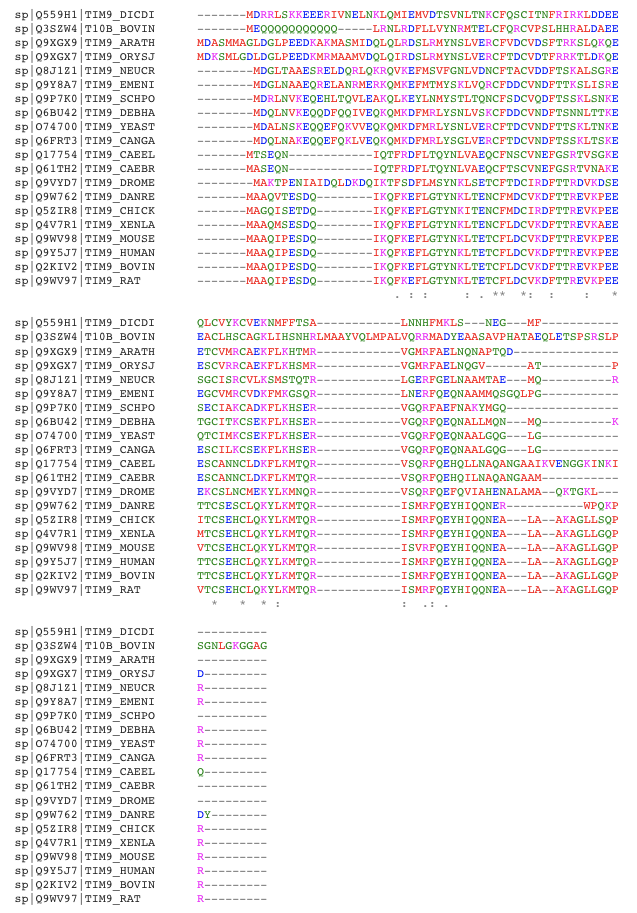 sp|Q559H1|TIM9_DICDI -------MDRRLSKKEEERIVNELNKLQMIEMVDTSVNLTNKCFQSCITNFRIRKLDDEE
sp|Q3SZW4|T10B_BOVIN -------MEQQQQQQQQQQQ-----LRNLRDFLLVYNRMTELCFQRCVPSLHHRALDAEE
sp|Q9XGX9|TIM9_ARATH MDASMMAGLDGLPEEDKAKMASMIDQLQLRDSLRMYNSLVERCFVDCVDSFTRKSLQKQE
sp|Q9XGX7|TIM9_ORYSJ MDKSMLGDLDGLPEEDKMRMAAMVDQLQIRDSLRMYNSLVERCFTDCVDTFRRKTLDKQE
sp|Q8J1Z1|TIM9_NEUCR --------MDGLTAAESRELDQRLQKRQVKEFMSVFGNLVDNCFTACVDDFTSKALSGRE
sp|Q9Y8A7|TIM9_EMENI --------MDGLNAAEQRELANRMERKQMKEFMTMYSKLVQRCFDDCVNDFTTKSLISRE
sp|Q9P7K0|TIM9_SCHPO --------MDRLNVKEQEHLTQVLEAKQLKEYLNMYSTLTQNCFSDCVQDFTSSKLSNKE
sp|Q6BU42|TIM9_DEBHA --------MDQLNVKEQQDFQQIVEQKQMKDFMRLYSNLVSKCFDDCVNDFTSNNLTTKE
sp|O74700|TIM9_YEAST --------MDALNSKEQQEFQKVVEQKQMKDFMRLYSNLVERCFTDCVNDFTTSKLTNKE
sp|Q6FRT3|TIM9_CANGA --------MDQLNAKEQQEFQKLVEQKQMKDFMRLYSNLVERCFTDCVNDFTSSKLTNKE
sp|Q17754|TIM9_CAEEL -------MTSEQN------------IQTFRDFLTQYNLVAEQCFNSCVNEFGSRTVSGKE
sp|Q61TH2|TIM9_CAEBR -------MASEQN------------IQTFRDFLTQYNLVAEQCFTSCVNEFGSRTVNAKE
sp|Q9VYD7|TIM9_DROME --------MAKTPENIAIDQLDKDQIKTFSDFLMSYNKLSETCFTDCIRDFTTRDVKDSE
sp|Q9W762|TIM9_DANRE -------MAAQVTESDQ--------IKQFKEFLGTYNKLTENCFMDCVKDFTTREVKPEE
sp|Q5ZIR8|TIM9_CHICK -------MAGQISETDQ--------IKQFKEFLGTYNKITENCFMDCIRDFTTREVKPEE
sp|Q4V7R1|TIM9_XENLA -------MAAQMSESDQ--------IKQFKEFLGTYNKLTENCFLDCVKDFTTREVKPEE
sp|Q9WV98|TIM9_MOUSE -------MAAQIPESDQ--------IKQFKEFLGTYNKLTETCFLDCVKDFTTREVKPEE
sp|Q9Y5J7|TIM9_HUMAN -------MAAQIPESDQ--------IKQFKEFLGTYNKLTETCFLDCVKDFTTREVKPEE
sp|Q2KIV2|TIM9_BOVIN -------MAAQIPESDQ--------IKQFKEFLGTYNKLTETCFLDCVKDFTTREVKPEE
sp|Q9WV97|TIM9_RAT -------MAAQIPESDQ--------IKQFKEFLGTYNKLTETCFLDCVKDFTTREVKPEE
. : :     : . ** *: :   :    :   *
sp|Q559H1|TIM9_DICDI QLCVYKCVEKNMFFTSA------------LNNHFMKLS---NEG---MF-----------
sp|Q3SZW4|T10B_BOVIN EACLHSCAGKLIHSNHRLMAAYVQLMPALVQRRMADYEAASAVPHATAEQLETSPSRSLP
sp|Q9XGX9|TIM9_ARATH ETCVMRCAEKFLKHTMR------------VGMRFAELNQNAPTQD---------------
sp|Q9XGX7|TIM9_ORYSJ ESCVRRCAEKFLKHSMR------------VGMRFAELNQGV------AT----------P
sp|Q8J1Z1|TIM9_NEUCR SGCISRCVLKSMSTQTR------------LGERFGELNAAMTAE---MQ----------R
sp|Q9Y8A7|TIM9_EMENI EGCVMRCVDKFMKGSQR------------LNERFQEQNAAMMQSGQLPG-----------
sp|Q9P7K0|TIM9_SCHPO SECIAKCADKFLKHSER------------VGQRFAEFNAKYMGQ----------------
sp|Q6BU42|TIM9_DEBHA TGCITKCSEKFLKHSER------------VGQRFQEQNALLMQN---MQ----------K
sp|O74700|TIM9_YEAST QTCIMKCSEKFLKHSER------------VGQRFQEQNAALGQG---LG-----------
sp|Q6FRT3|TIM9_CANGA ESCILKCSEKFLKHSER------------VGQRFQEQNAALGQG---LG-----------
sp|Q17754|TIM9_CAEEL ESCANNCLDKFLKMTQR------------VSQRFQEQHLLNAQANGAAIKVENGGKINKI
sp|Q61TH2|TIM9_CAEBR ESCANNCLDKFLKMTQR------------VSQRFQEHQILNAQANGAAM-----------
sp|Q9VYD7|TIM9_DROME EKCSLNCMEKYLKMNQR------------VSQRFQEFQVIAHENALAMA--QKTGKL---
sp|Q9W762|TIM9_DANRE TTCSESCLQKYLKMTQR------------ISMRFQEYHIQQNER-----------WPQKP
sp|Q5ZIR8|TIM9_CHICK ITCSEHCLQKYLKMTQR------------ISMRFQEYHIQQNEA---LA--AKAGLLSQP
sp|Q4V7R1|TIM9_XENLA MTCSEHCLQKYLKMTQR------------ISMRFQEYHIQQNEA---LA--AKAGLLSQP
sp|Q9WV98|TIM9_MOUSE VTCSEHCLQKYLKMTQR------------ISVRFQEYHIQQNEA---LA--AKAGLLGQP
sp|Q9Y5J7|TIM9_HUMAN TTCSEHCLQKYLKMTQR------------ISMRFQEYHIQQNEA---LA--AKAGLLGQP
sp|Q2KIV2|TIM9_BOVIN TTCSEHCLQKYLKMTQR------------ISMRFQEYHIQQNEA---LA--AKAGLLGQP
sp|Q9WV97|TIM9_RAT VTCSEHCLQKYLKMTQR------------ISMRFQEYHIQQNEA---LA--AKAGLLGQP
*   *  * :                 :  .: .
sp|Q559H1|TIM9_DICDI ----------
sp|Q3SZW4|T10B_BOVIN SGNLGKGGAG
sp|Q9XGX9|TIM9_ARATH ----------
sp|Q9XGX7|TIM9_ORYSJ D---------
sp|Q8J1Z1|TIM9_NEUCR R---------
sp|Q9Y8A7|TIM9_EMENI R---------
sp|Q9P7K0|TIM9_SCHPO ----------
sp|Q6BU42|TIM9_DEBHA R---------
sp|O74700|TIM9_YEAST R---------
sp|Q6FRT3|TIM9_CANGA R---------
sp|Q17754|TIM9_CAEEL Q---------
sp|Q61TH2|TIM9_CAEBR ----------
sp|Q9VYD7|TIM9_DROME ----------
sp|Q9W762|TIM9_DANRE DY--------
sp|Q5ZIR8|TIM9_CHICK R---------
sp|Q4V7R1|TIM9_XENLA R---------
sp|Q9WV98|TIM9_MOUSE R---------
sp|Q9Y5J7|TIM9_HUMAN R---------
sp|Q2KIV2|TIM9_BOVIN R---------
sp|Q9WV97|TIM9_RAT R---------